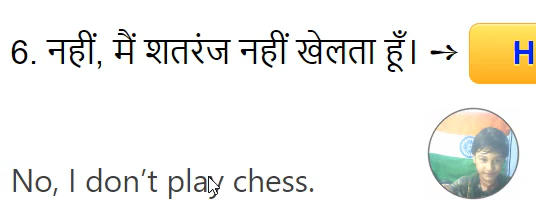 6. नहीं, मैं शतरंज नहीं खेलता हूँ। → H
No, I don’t play chess.